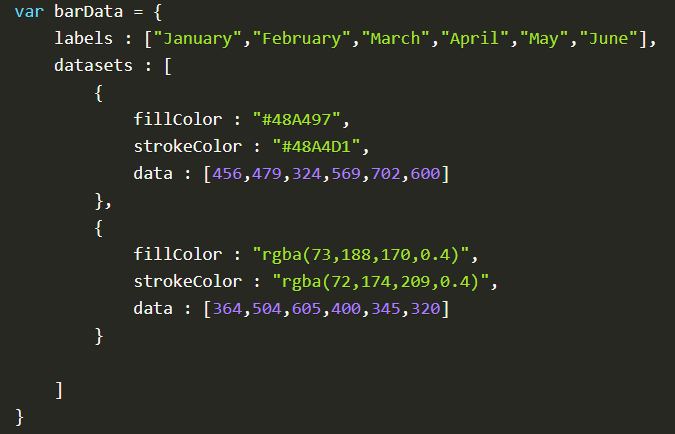 var barData = {
    labels : ["January","February","March","April","May","June"],
    datasets : [
        {
            fillColor : "#48A497",
            strokeColor : "#48A4D1",
            data : [456,479,324,569,702,600]
        },
        {
            fillColor : "rgba(73,188,170,0.4)",
            strokeColor : "rgba(72,174,209,0.4)",
            data : [364,504,605,400,345,320]
        }
    ]
}